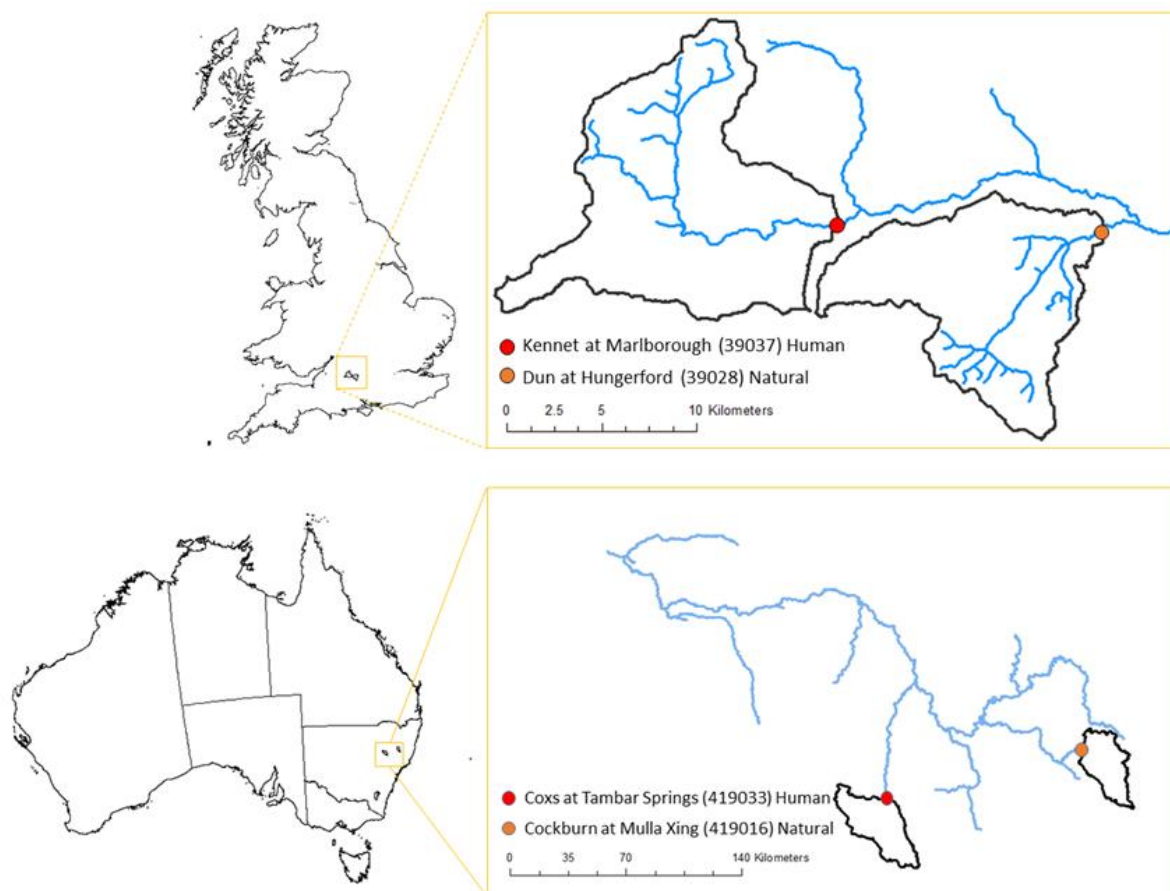 Kennet at Marlborough (39037) Human
Dun at Hungerford (39028) Natural
0 2.5 5 10 Kilometers
Coxs at Tambar Springs (419033) Human
Cockburn at Mulla Xing (419016) Natural
0 35 70 140 Kilometers